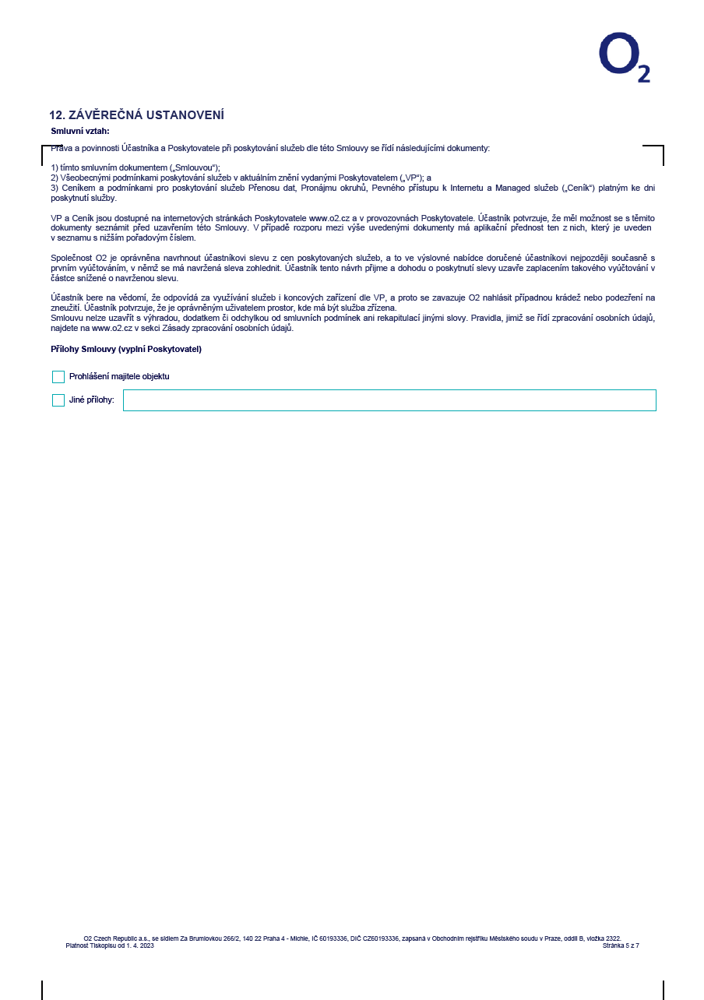 O2
12. ZÁVĚREČNÁ USTANOVENÍ
Smluvní vztah:
Práva a povinnosti Účastníka a Poskytovatele při poskytování služeb dle této Smlouvy se řídí následujícími dokumenty:
1) tímto smluvním dokumentem („Smlouvou“);
2) Všeobecnými podmínkami poskytování služeb v aktuálním znění vydanými Poskytovatelem („VP“); a
3) Ceníkem a podmínkami pro poskytování služeb Přenosu dat, Pronájmu okruhů, Pevného přístupu k Internetu a Managed služeb („Ceník“) platným ke dni
poskytnutí služby.
VP a Ceník jsou dostupné na internetových stránkách Poskytovatele www.o2.cz a v provozovnách Poskytovatele. Účastník potvrzuje, že měl možnost se s těmito
dokumenty seznámit před uzavřením této Smlouvy. V případě rozporu mezi výše uvedenými dokumenty má aplikační přednost ten z nich, který je uveden
v seznamu s nižším pořadovým číslem.
Společnost O2 je oprávněna navrhnout účastníkovi slevu z cen poskytovaných služeb, a to ve výslovné nabídce doručené účastníkovi nejpozději současně s
prvním vyúčtováním, v němž se má navržená sleva zohlednit. Účastník tento návrh přijme a dohodu o poskytnutí slevy uzavře zaplacením takového vyúčtování v
částce snížené o navrženou slevu.
Účastník bere na vědomí, že odpovídá za využívání služeb i koncových zařízení dle VP, a proto se zavazuje O2 nahlásit případnou krádež nebo podezření na
zneužití. Účastník potvrzuje, že je oprávněným uživatelem prostor, kde má být služba zřízena.
Smlouvu nelze uzavřít s výhradou, dodatkem či odchylkou od smluvních podmínek ani rekapitulací jinými slovy. Pravidla, jimiž se řídí zpracování osobních údajů,
najdete na www.o2.cz v sekci Zásady zpracování osobních údajů.
Přílohy Smlouvy (vyplní Poskytovatel)
Prohlášení majitele objektu
Jiné přílohy:
O2 Czech Republic a.s., se sídlem Za Brumlovkou 266/2, 140 22 Praha 4 - Michle, IČ 60193336, DIČ CZ60193336, zapsaná v Obchodním rejstříku Městského soudu v Praze, oddíl B, vložka 2322.
Platnost Tiskopisu od 1. 4. 2023 Stránka 5 z 7